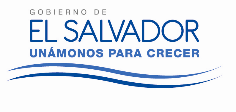 GOBIERNO DE
EL SALVADOR
UNÁMONOS PARA CRECER